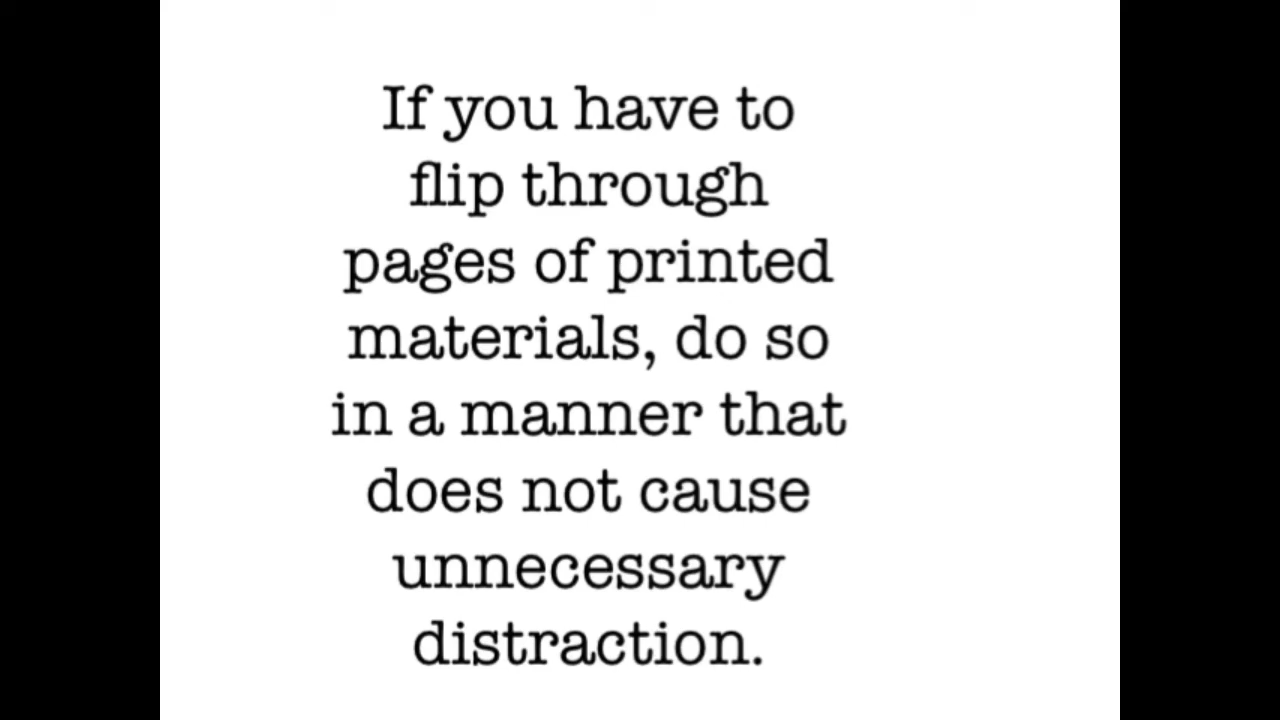 If you have to
flip through
pages of printed
materials, do so
in a manner that
does not cause
unnecessary
distraction.